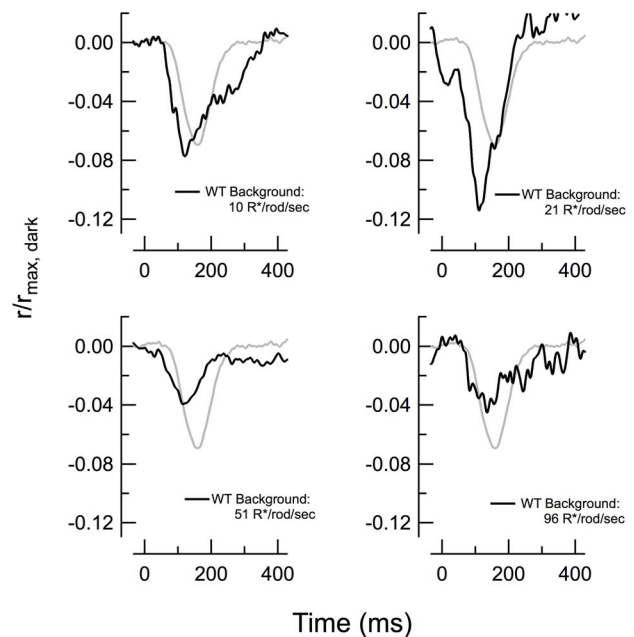 0.00
-0.04
-0.08
-0.12
WT Background:
10 R*/rod/sec
0 200 400
0.00
-0.04
-0.08
-0.12
WT Background:
21 R*/rod/sec
0 200 400
r/rmax, dark
0.00
-0.04
-0.08
-0.12
WT Background:
51 R*/rod/sec
0 200 400
0.00
-0.04
-0.08
-0.12
WT Background:
96 R*/rod/sec
0 200 400
Time (ms)